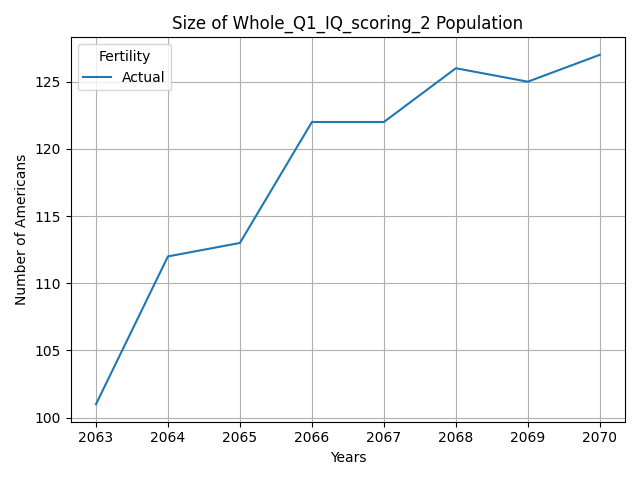 Size of Whole_Q1_IQ_scoring_2 Population
Fertility
Actual
Number of Americans
125
120
115
110
105
100
2063 2064 2065 2066 2067 2068 2069 2070
Years